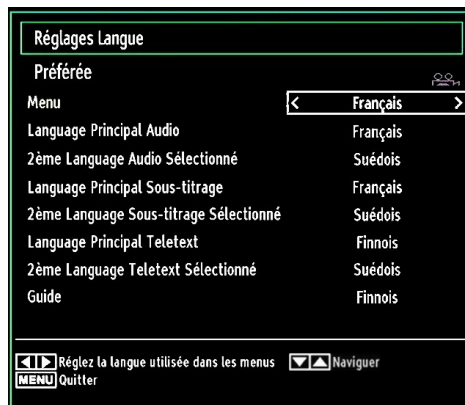 Réglages Langue
Préférée
Menu < Français >
Language Principal Audio Français
2ème Language Audio Sélectionné Suédois
Language Principal Sous-titrage Français
2ème Language Sous-titrage Sélectionné Suédois
Language Principal Teletext Finnois
2ème Language Teletext Sélectionné Suédois
Guide Finnois
Réglez la langue utilisée dans les menus Naviguer
MENU Quitter